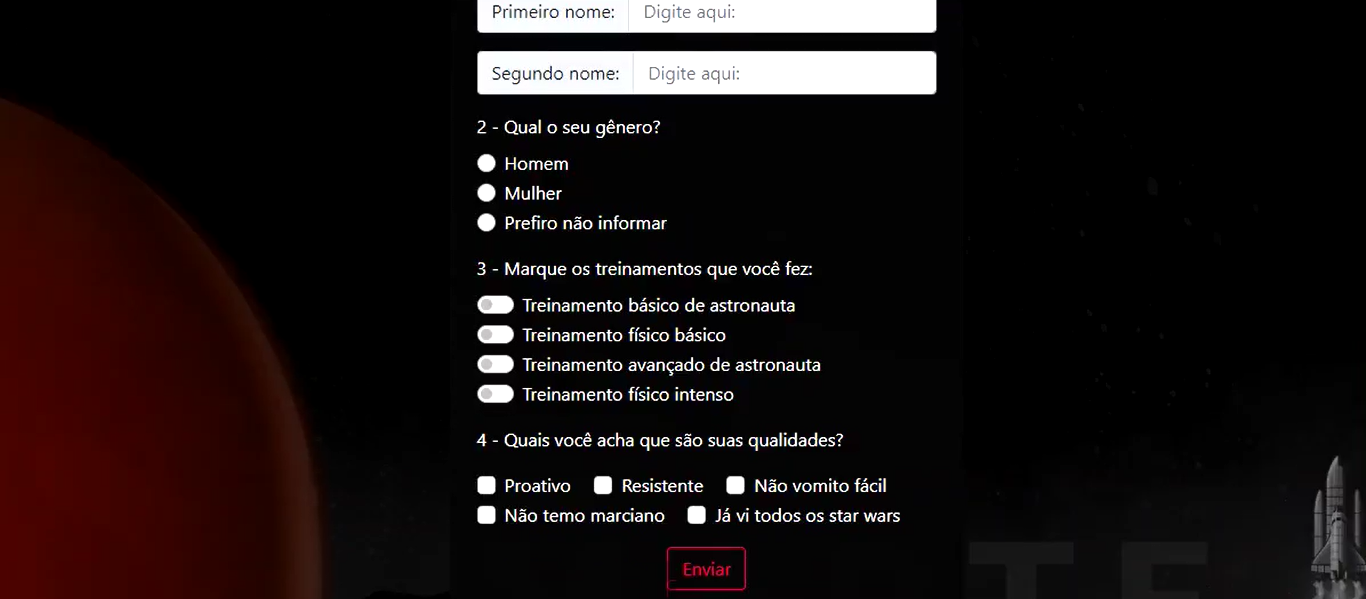 Primeiro nome: Digite aqui:
Segundo nome: Digite aqui:
2 - Qual o seu gênero?
Homem
Mulher
Prefiro não informar
3 - Marque os treinamentos que você fez:
Treinamento básico de astronauta
Treinamento físico básico
Treinamento avançado de astronauta
Treinamento físico intenso
4 - Quais você acha que são suas qualidades?
Proativo Resistente Não vomito fácil
Não temo marciano Já vi todos os star wars
Enviar